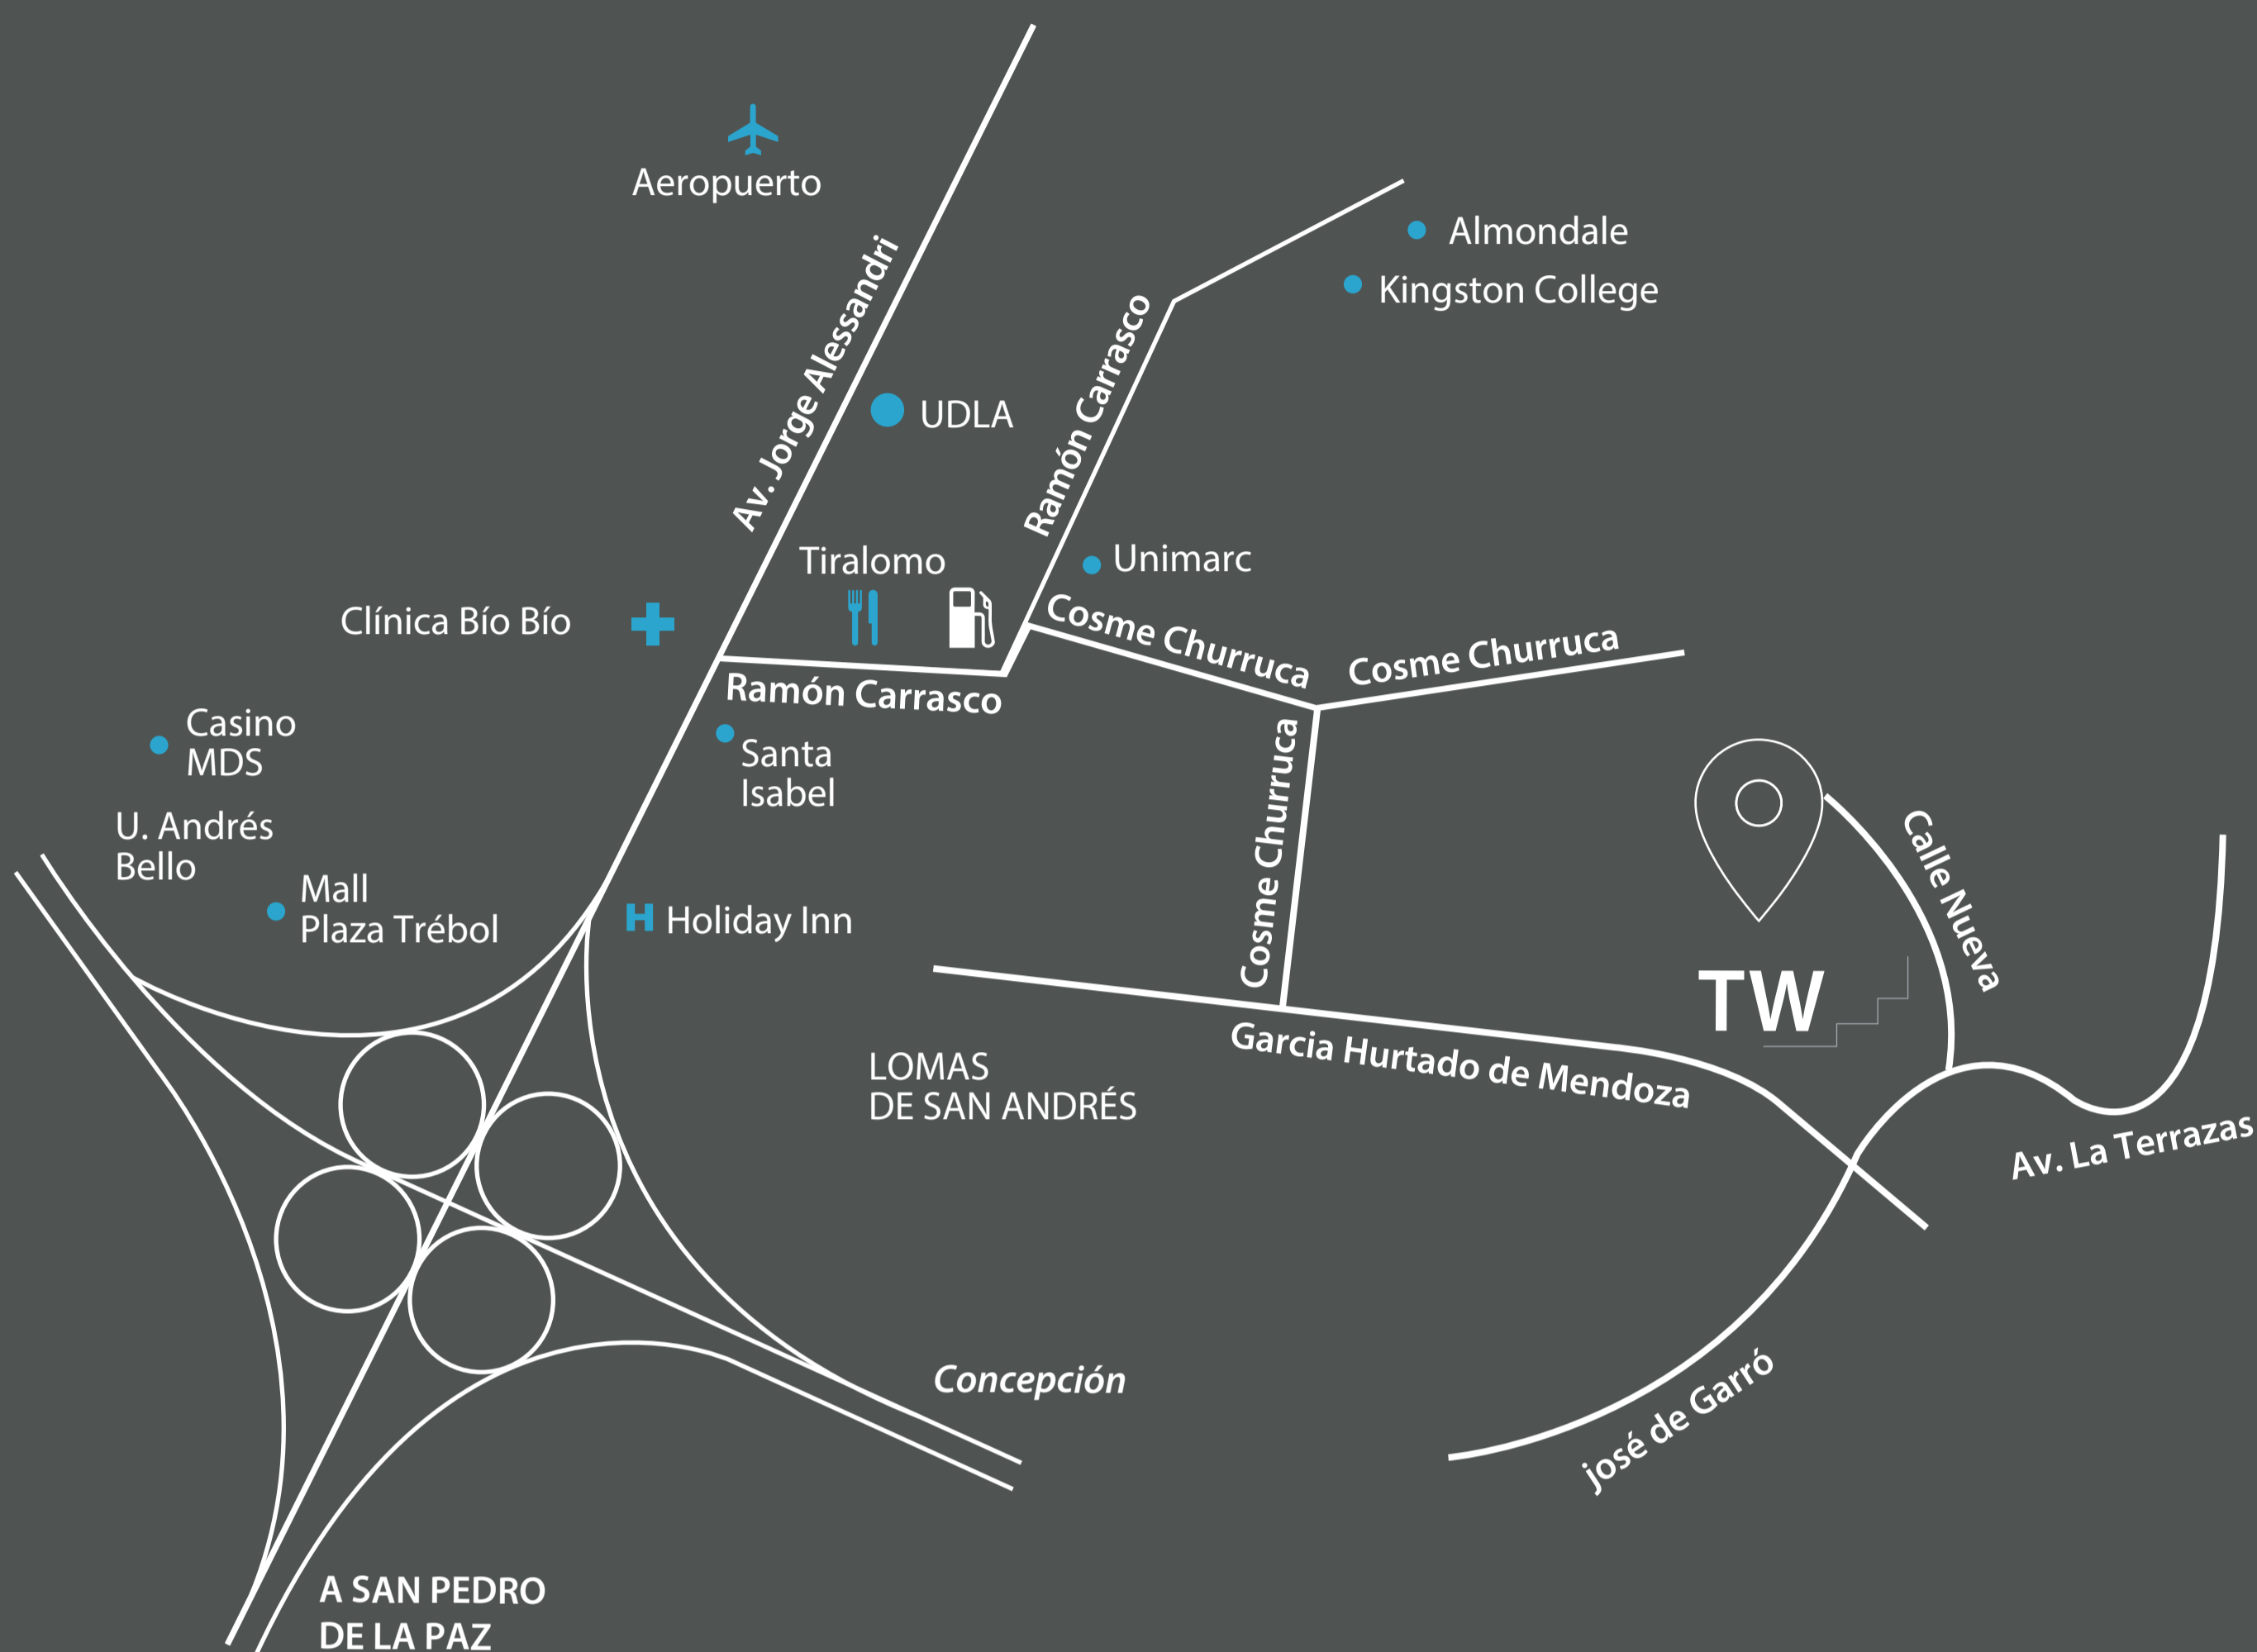 Aeropuerto
Av. Jorge Alessandri
Almondale
Kingston College
UDLA
Ramón Carrasco
Tiralomo
Unimarc
Clínica Bío Bío
Cosme Churruca
Cosme Churruca
Ramón Carrasco
Casino
MDS
Santa
Isabel
Cosme Churruca
U. Andrés
Bello
Mall
Plaza Trébol
H Holiday Inn
Calle Nueva
TW
Garcia Hurtado de Mendoza
LOMAS
DE SAN ANDRÉS
Av. La Terrazas
Concepción
josé de Garró
A SAN PEDRO
DE LA PAZ